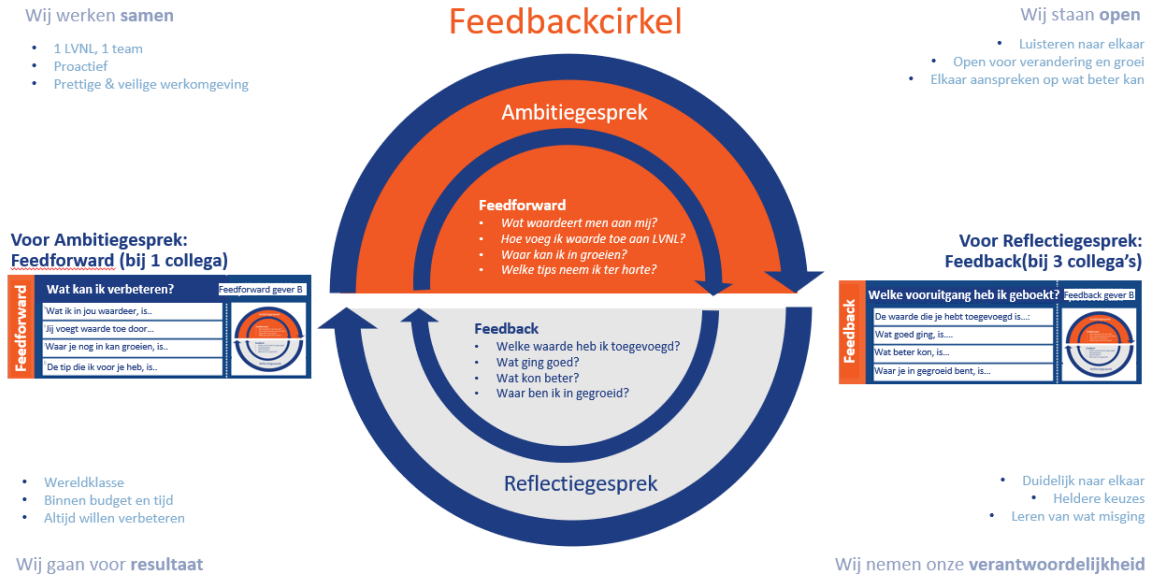 Feedbackcirkel
Wij werken samen
• 1 LVNL, 1 team
• Proactief
• Prettige & veilige werkomgeving
Wij staan open
• Luisteren naar elkaar
• Open voor verandering en groei
• Elkaar aanspreken op wat beter kan
Ambitiegesprek
Feedforward
• Wat waardeert men aan mij?
• Hoe voeg ik waarde toe aan LVNL?
• Waar kan ik in groeien?
• Welke tips neem ik ter harte?
Voor Ambitiegesprek:
Feedforward (bij 1 collega)
Feedforward
Wat kan ik verbeteren?
Feedforward gever B
Wat ik in jou waardeer, is..
Jij voegt waarde toe door...
Waar je nog in kan groeien, is..
De tip die ik voor je heb, is..
Voor Reflectiegesprek:
Feedback(bij 3 collega's)
Feedback
Welke vooruitgang heb ik geboekt?
Feedback gever B
De waarde die je hebt toegevoegd is...:
Wat goed ging, is....
Wat beter kon, is...
Waar je in gegroeid bent, is...
Feedback
• Welke waarde heb ik toegevoegd?
• Wat ging goed?
• Wat kon beter?
• Waar ben ik in gegroeid?
Reflectiegesprek
• Wereldklasse
• Binnen budget en tijd
• Altijd willen verbeteren
Wij gaan voor resultaat
• Duidelijk naar elkaar
• Heldere keuzes
• Leren van wat misging
Wij nemen onze verantwoordelijkheid